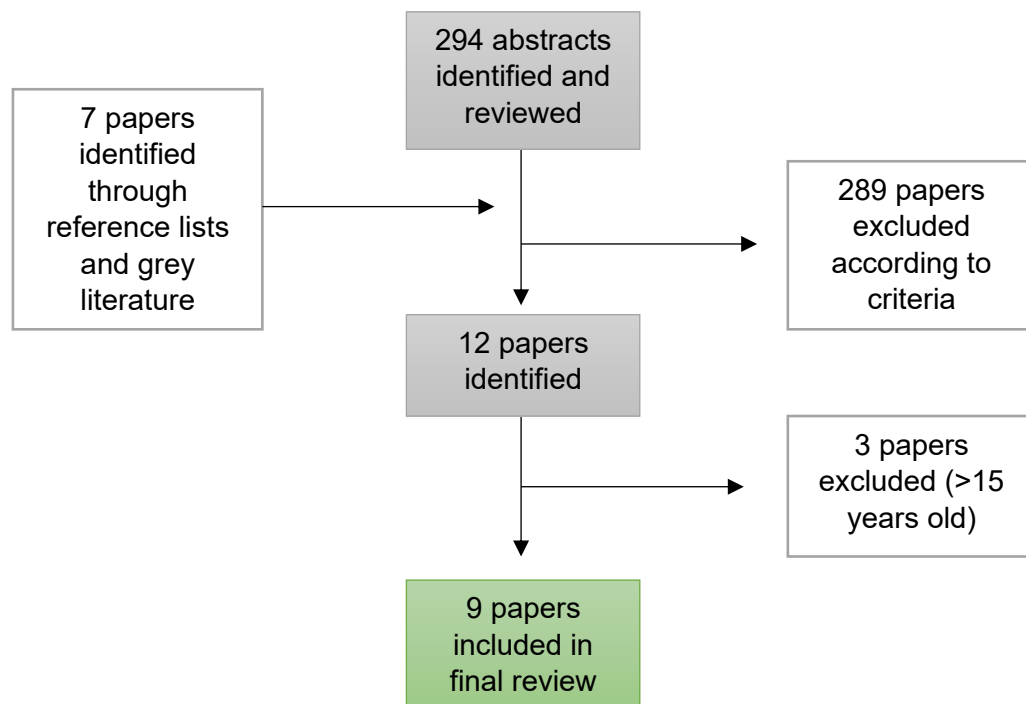 294 abstracts
identified and
reviewed
7 papers
identified
through
reference lists
and grey
literature
289 papers
excluded
according to
criteria
12 papers
identified
3 papers
excluded (>15
years old)
9 papers
included in
final review